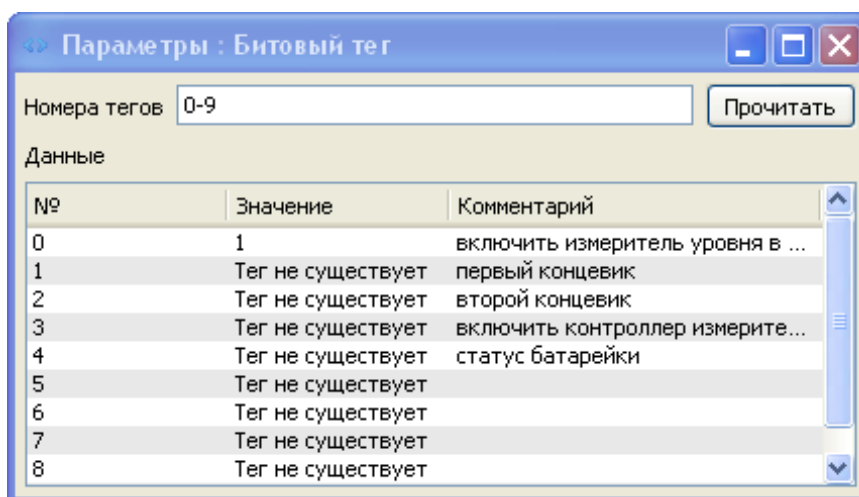 Параметры : Битовый тег
Номера тегов 0-9 Прочитать
Данные
№ Значение Комментарий
0 1 включить измеритель уровня в ...
1 Тег не существует первый концевик
2 Тег не существует второй концевик
3 Тег не существует включить контроллер измерите...
4 Тег не существует статус батарейки
5 Тег не существует
6 Тег не существует
7 Тег не существует
8 Тег не существует